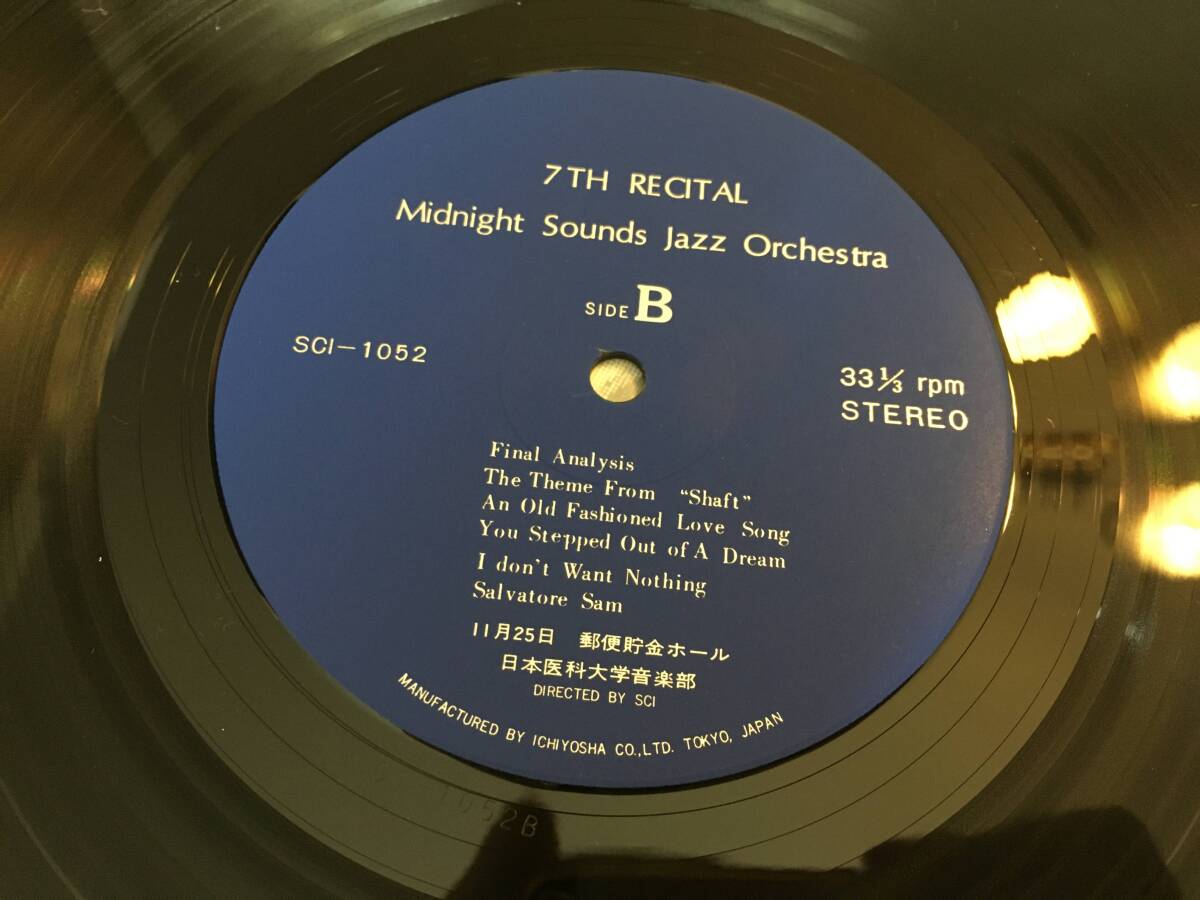 7TH RECITAL
Midnight Sounds Jazz Orchestra
SIDE B
SCI-1052
33 1/3 rpm
STEREO
Final Analysis
The Theme From "Shaft"
An Old Fashioned Love Song
You Stepped Out of A Dream
I don't Want Nothing
Salvatore Sam
11月25日 郵便貯金ホール
日本医科大学音楽部
DIRECTED BY SCI
MANUFACTURED BY ICHIYOSHA CO.,LTD. TOKYO, JAPAN
1052B